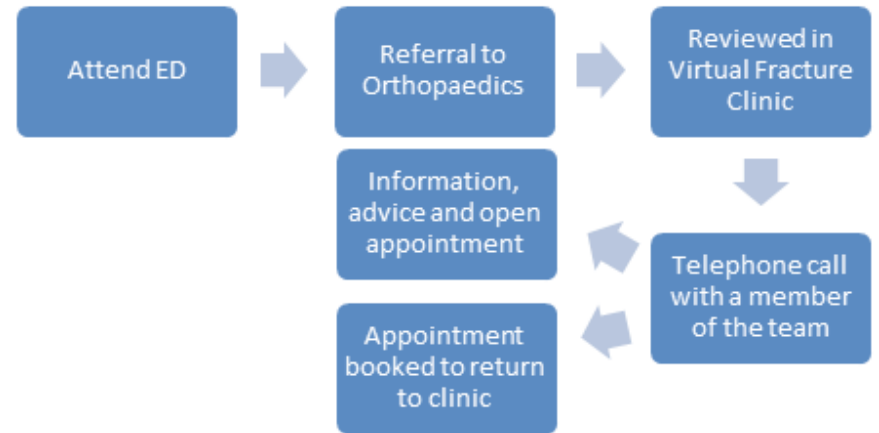 Attend ED
Referral to
Orthopaedics
Reviewed in
Virtual Fracture
Clinic
Telephone call
with a member
of the team
Information,
advice and open
appointment
Appointment
booked to return
to clinic